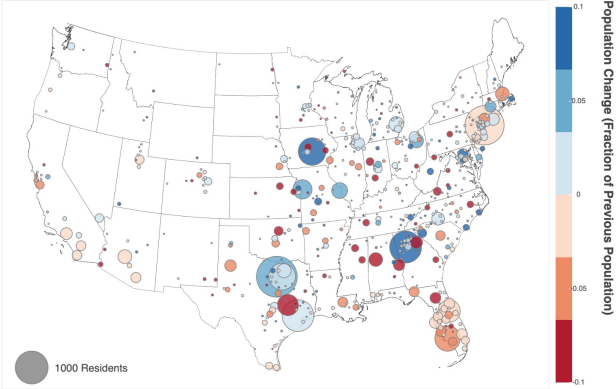 0.1
0.05
0
-0.05
-0.1
Population Change (Fraction of Previous Population)
1000 Residents